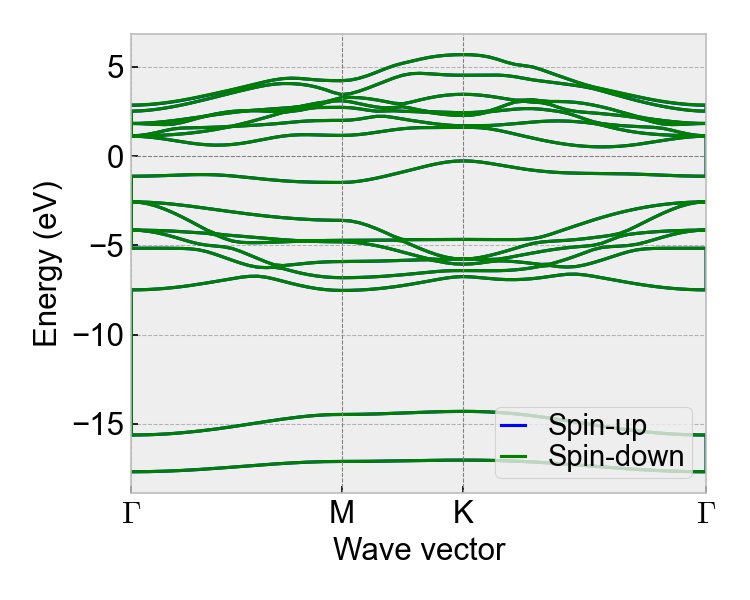 5
0
−5
−10
−15
Energy (eV)
Spin-up
Spin-down
Γ M K Γ
Wave vector